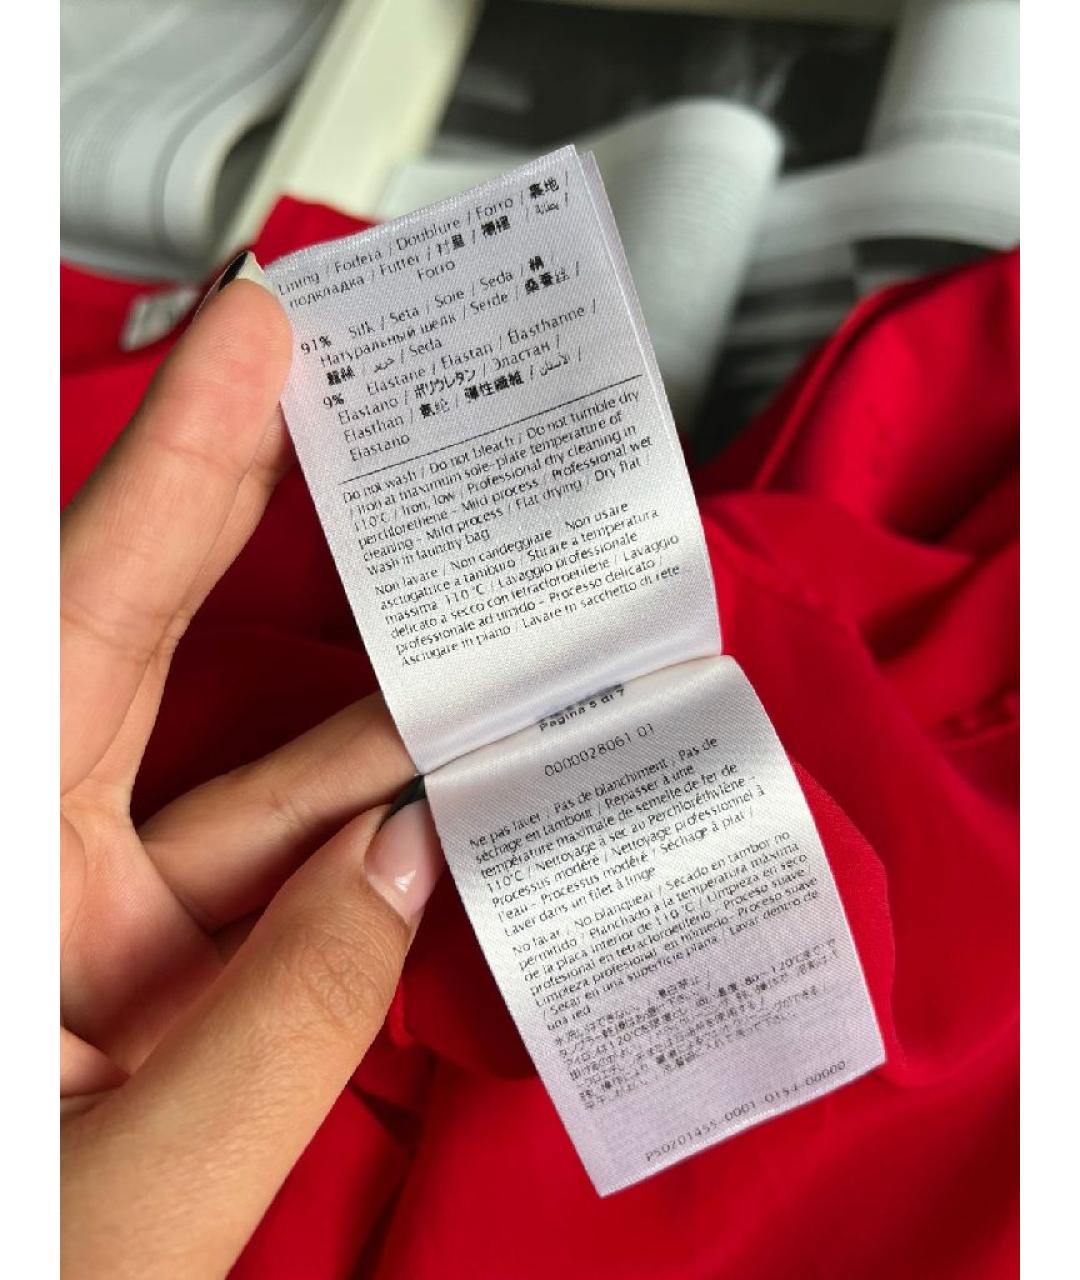 Lining / Fodera / Doublure / Forro / 裏地 /
подкладка / Futter / 衬里 /
Forro
91% Silk / Seta / Soie / Seda / 絹
Натуральный шелк / Seide / 桑蚕丝 /
حرير / Seda
9% Elastane / Elastan / Élasthanne /
Elastano / ポリウレタン / Эластан /
Elasthan / 氨纶 / 彈性纖維 /
Elastano
Do not wash / Do not bleach / Do not tumble dry
/ Iron at maximum sole-plate temperature of
110°C / Iron, low / Professional dry cleaning in
perchlorethene - Mild process / Professional wet
cleaning - Mild process / Flat drying / Dry flat /
Wash in laundry bag
Non lavare / Non candeggiare / Non usare
asciugatrice a tamburo / Stirare a temperatura
massima 110°C / Lavaggio professionale
delicato a secco con tetracloroetilene / Lavaggio
professionale ad umido - Processo delicato /
Asciugare in piano / Lavare in sacchetto di rete
Pagina 5 di 7
0000028061 01
Ne pas laver / Pas de blanchiment / Pas de
séchage en tambour / Repasser à une
température maximale de semelle de fer de
110°C / Nettoyage à sec au Perchloréthylène -
Processus modéré / Nettoyage professionnel à
l'eau - Processus modéré / Séchage à plat /
Laver dans un filet à linge
No lavar / No blanquear / Secado en tambor no
permitido / Planchado a la temperatura máxima
de la placa interior de 110°C / Limpieza en seco
profesional en tetracloroetileno - Proceso suave /
Limpieza profesional en húmedo - Proceso suave
/ Secar en una superficie plana / Lavar dentro de
una red
P50201455-0001-0154-00000